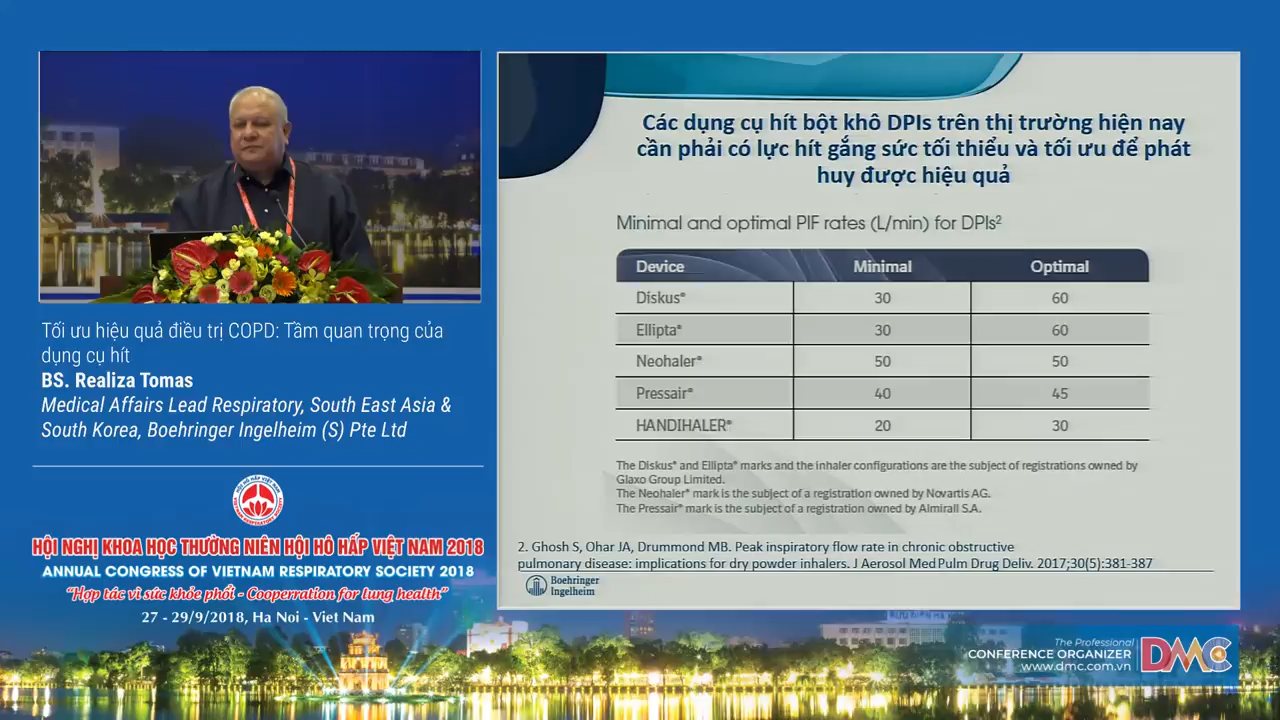 Tối ưu hiệu quả điều trị COPD: Tầm quan trọng của
dụng cụ hít
BS. Realiza Tomas
Medical Affairs Lead Respiratory, South East Asia &
South Korea, Boehringer Ingelheim (S) Pte Ltd
HỘI HÔ HẤP VIỆT NAM
HỘI NGHỊ KHOA HỌC THƯỜNG NIÊN HỘI HÔ HẤP VIỆT NAM 2018
ANNUAL CONGRESS OF VIETNAM RESPIRATORY SOCIETY 2018
"Hợp tác vì sức khỏe phổi - Cooperration for lung health"
27 - 29/9/2018, Ha Noi - Viet Nam
Các dụng cụ hít bột khô DPIs trên thị trường hiện nay
cần phải có lực hít gắng sức tối thiểu và tối ưu để phát
huy được hiệu quả
Minimal and optimal PIF rates (L/min) for DPIs²
Device Minimal Optimal
Diskus® 30 60
Ellipta® 30 60
Neohaler® 50 50
Pressair® 40 45
HANDIHALER® 20 30
The Diskus® and Ellipta® marks and the inhaler configurations are the subject of registrations owned by
Glaxo Group Limited.
The Neohaler® mark is the subject of a registration owned by Novartis AG.
The Pressair® mark is the subject of a registration owned by Almirall S.A.
2. Ghosh S, Ohar JA, Drummond MB. Peak inspiratory flow rate in chronic obstructive
pulmonary disease: implications for dry powder inhalers. J Aerosol Med Pulm Drug Deliv. 2017;30(5):381-387
Boehringer
Ingelheim
The Professional
CONFERENCE ORGANIZER
www.dmc.com.vn
DMC